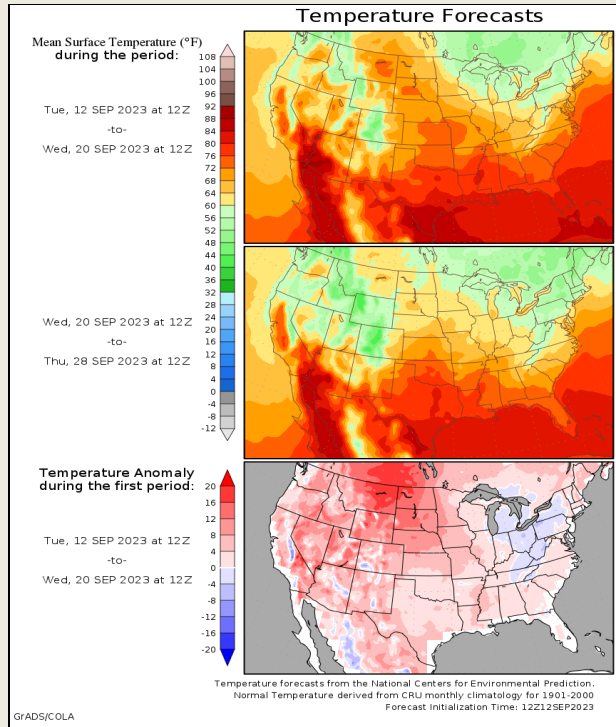 Temperature Forecasts
Mean Surface Temperature (°F)
during the period:
Tue, 12 SEP 2023 at 12Z
-to-
Wed, 20 SEP 2023 at 12Z
108
104
100
96
92
88
84
80
76
72
68
64
60
56
52
48
44
40
36
32
28
24
20
16
12
8
4
0
-4
-8
-12
Wed, 20 SEP 2023 at 12Z
-to-
Thu, 28 SEP 2023 at 12Z
Temperature Anomaly
during the first period:
Tue, 12 SEP 2023 at 12Z
-to-
Wed, 20 SEP 2023 at 12Z
20
16
12
8
4
0
-4
-8
-12
-16
-20
Temperature forecasts from the National Centers for Environmental Prediction.
Normal Temperature derived from CRU monthly climatology for 1901-2000
Forecast Initialization Time: 12Z12SEP2023
GrADS/COLA